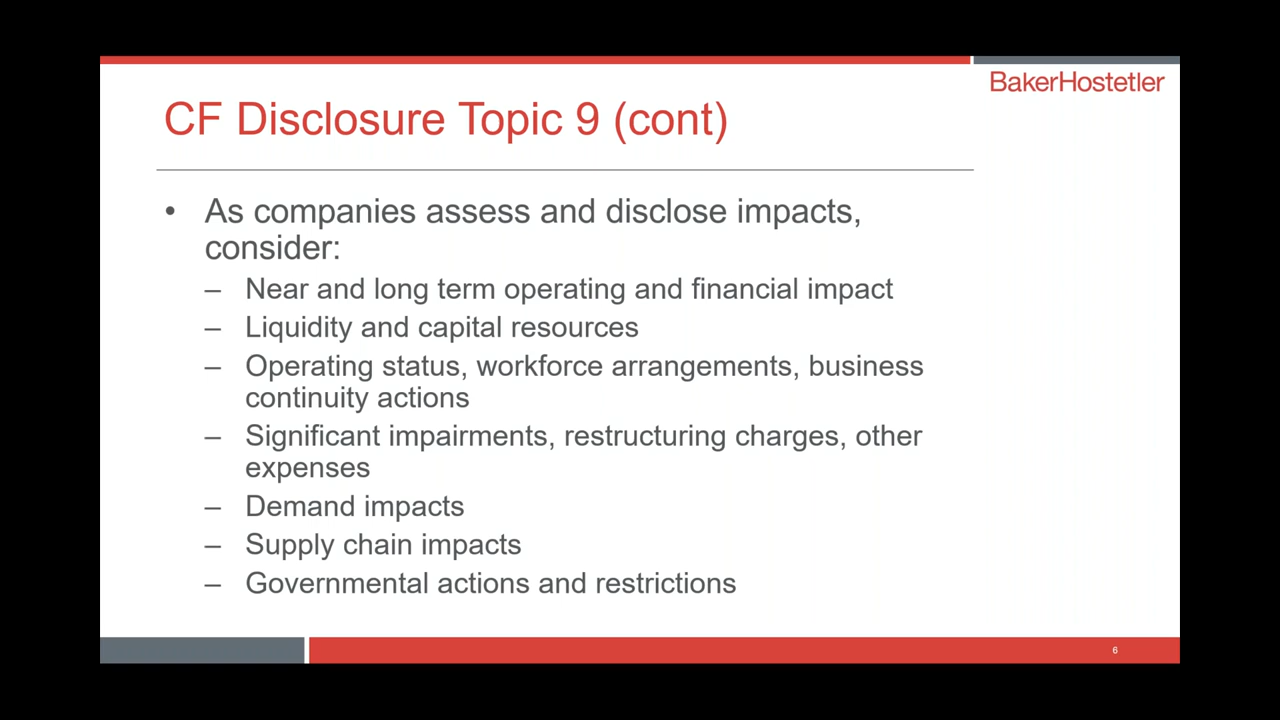 BakerHostetler
CF Disclosure Topic 9 (cont)
• As companies assess and disclose impacts,
consider:
– Near and long term operating and financial impact
– Liquidity and capital resources
– Operating status, workforce arrangements, business
continuity actions
– Significant impairments, restructuring charges, other
expenses
– Demand impacts
– Supply chain impacts
– Governmental actions and restrictions
6